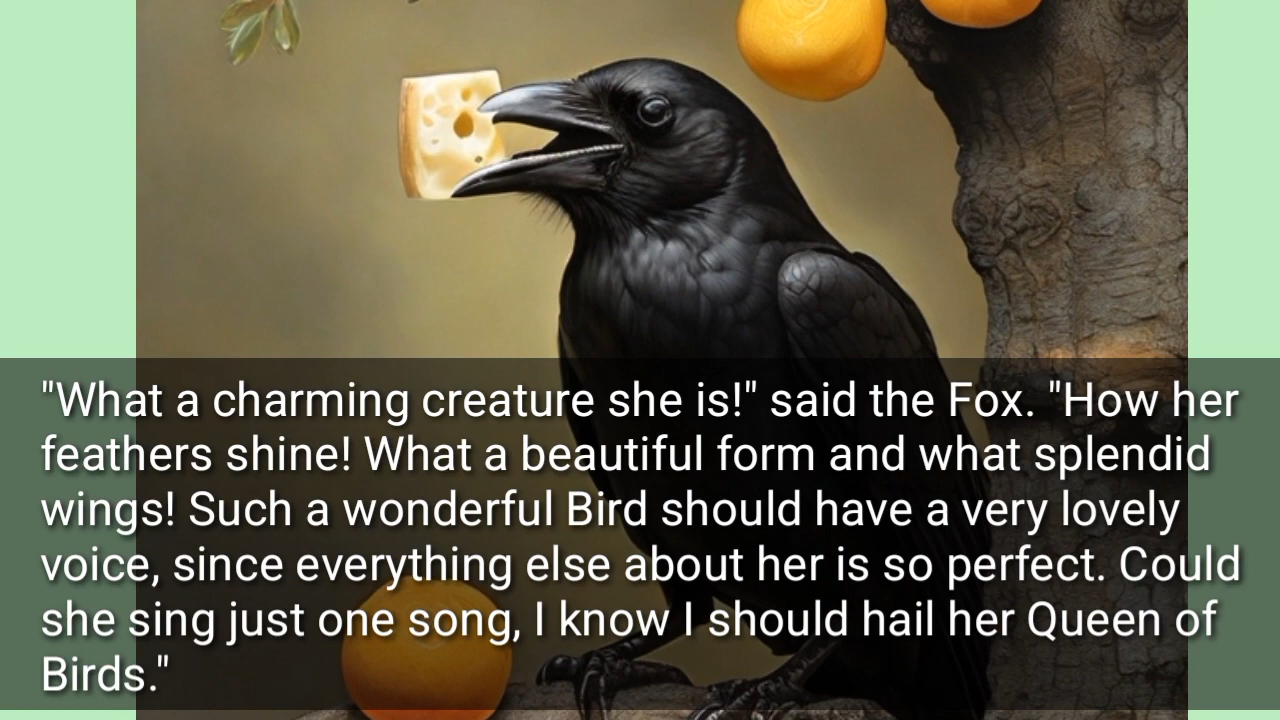 "What a charming creature she is!" said the Fox. "How her
feathers shine! What a beautiful form and what splendid
wings! Such a wonderful Bird should have a very lovely
voice, since everything else about her is so perfect. Could
she sing just one song, I know I should hail her Queen of
Birds."